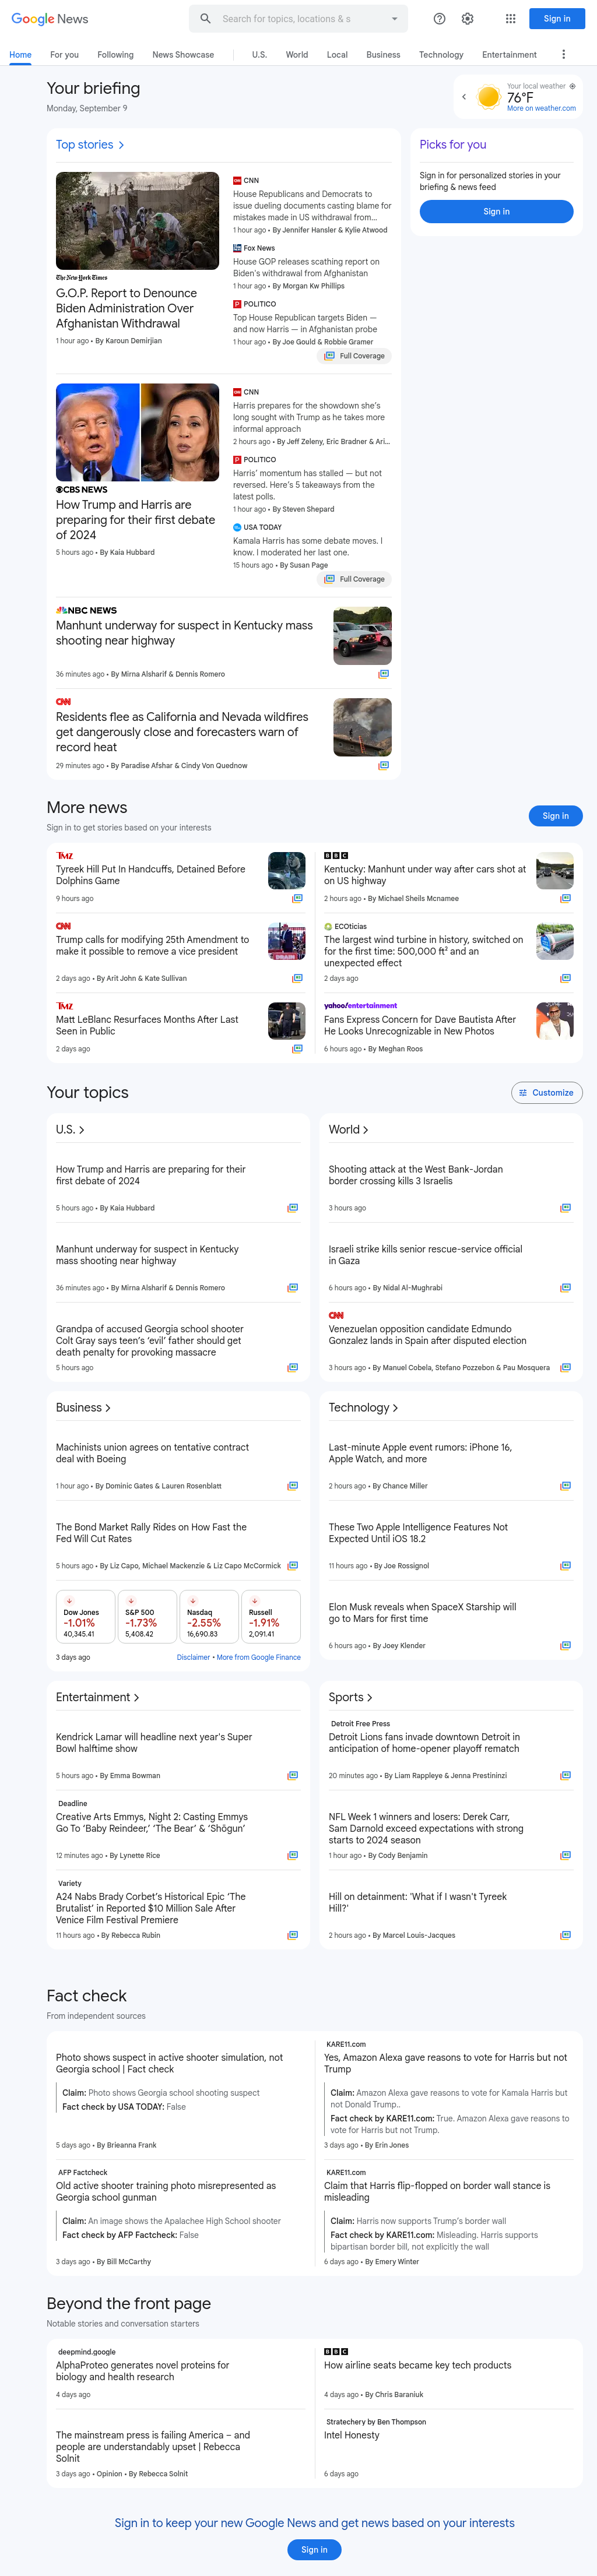 Google News
Search for topics, locations & s
Sign in
Home
For you
Following
News Showcase
U.S.
World
Local
Business
Technology
Entertainment
Your briefing
Monday, September 9
Your local weather
76°F
More on weather.com
Top stories
The New York Times
G.O.P. Report to Denounce
Biden Administration Over
Afghanistan Withdrawal
1 hour ago • By Karoun Demirjian
CNN
House Republicans and Democrats to
issue dueling documents casting blame for
mistakes made in US withdrawal from...
1 hour ago • By Jennifer Hansler & Kylie Atwood
Fox News
House GOP releases scathing report on
Biden's withdrawal from Afghanistan
1 hour ago • By Morgan Kw Phillips
POLITICO
Top House Republican targets Biden —
and now Harris — in Afghanistan probe
1 hour ago • By Joe Gould & Robbie Gramer
Full Coverage
Picks for you
Sign in for personalized stories in your
briefing & news feed
Sign in
CBS NEWS
How Trump and Harris are
preparing for their first debate
of 2024
5 hours ago • By Kaia Hubbard
CNN
Harris prepares for the showdown she's
long sought with Trump as he takes more
informal approach
2 hours ago • By Jeff Zeleny, Eric Bradner & Ari...
POLITICO
Harris' momentum has stalled — but not
reversed. Here's 5 takeaways from the
latest polls.
1 hour ago • By Steven Shepard
USA TODAY
Kamala Harris has some debate moves. I
know. I moderated her last one.
15 hours ago • By Susan Page
Full Coverage
NBC NEWS
Manhunt underway for suspect in Kentucky mass
shooting near highway
36 minutes ago • By Mirna Alsharif & Dennis Romero
CNN
Residents flee as California and Nevada wildfires
get dangerously close and forecasters warn of
record heat
29 minutes ago • By Paradise Afshar & Cindy Von Quednow
More news
Sign in to get stories based on your interests
Sign in
TMZ
Tyreek Hill Put In Handcuffs, Detained Before
Dolphins Game
9 hours ago
BBC
Kentucky: Manhunt under way after cars shot at
on US highway
2 hours ago • By Michael Sheils Mcnamee
CNN
Trump calls for modifying 25th Amendment to
make it possible to remove a vice president
2 days ago • By Arit John & Kate Sullivan
ECOticias
The largest wind turbine in history, switched on
for the first time: 500,000 ft² and an
unexpected effect
2 days ago
TMZ
Matt LeBlanc Resurfaces Months After Last
Seen in Public
2 days ago
yahoo!entertainment
Fans Express Concern for Dave Bautista After
He Looks Unrecognizable in New Photos
6 hours ago • By Meghan Roos
Your topics
Customize
U.S.
How Trump and Harris are preparing for their
first debate of 2024
5 hours ago • By Kaia Hubbard
Manhunt underway for suspect in Kentucky
mass shooting near highway
36 minutes ago • By Mirna Alsharif & Dennis Romero
Grandpa of accused Georgia school shooter
Colt Gray says teen's 'evil' father should get
death penalty for provoking massacre
5 hours ago
World
Shooting attack at the West Bank-Jordan
border crossing kills 3 Israelis
3 hours ago
Israeli strike kills senior rescue-service official
in Gaza
6 hours ago • By Nidal Al-Mughrabi
CNN
Venezuelan opposition candidate Edmundo
Gonzalez lands in Spain after disputed election
3 hours ago • By Manuel Cobela, Stefano Pozzebon & Pau Mosquera
Business
Machinists union agrees on tentative contract
deal with Boeing
1 hour ago • By Dominic Gates & Lauren Rosenblatt
The Bond Market Rally Rides on How Fast the
Fed Will Cut Rates
5 hours ago • By Liz Capo, Michael Mackenzie & Liz Capo McCormick
Dow Jones
-1.01%
40,345.41
S&P 500
-1.73%
5,408.42
Nasdaq
-2.55%
16,690.83
Russell
-1.91%
2,091.41
3 days ago
Disclaimer • More from Google Finance
Technology
Last-minute Apple event rumors: iPhone 16,
Apple Watch, and more
2 hours ago • By Chance Miller
These Two Apple Intelligence Features Not
Expected Until iOS 18.2
11 hours ago • By Joe Rossignol
Elon Musk reveals when SpaceX Starship will
go to Mars for first time
6 hours ago • By Joey Klender
Entertainment
Kendrick Lamar will headline next year's Super
Bowl halftime show
5 hours ago • By Emma Bowman
Deadline
Creative Arts Emmys, Night 2: Casting Emmys
Go To 'Baby Reindeer,' 'The Bear' & 'Shōgun'
12 minutes ago • By Lynette Rice
Variety
A24 Nabs Brady Corbet's Historical Epic 'The
Brutalist' in Reported $10 Million Sale After
Venice Film Festival Premiere
11 hours ago • By Rebecca Rubin
Sports
Detroit Free Press
Detroit Lions fans invade downtown Detroit in
anticipation of home-opener playoff rematch
20 minutes ago • By Liam Rappleye & Jenna Prestininzi
NFL Week 1 winners and losers: Derek Carr,
Sam Darnold exceed expectations with strong
starts to 2024 season
1 hour ago • By Cody Benjamin
Hill on detainment: 'What if I wasn't Tyreek
Hill?'
2 hours ago • By Marcel Louis-Jacques
Fact check
From independent sources
Photo shows suspect in active shooter simulation, not
Georgia school | Fact check
Claim: Photo shows Georgia school shooting suspect
Fact check by USA TODAY: False
5 days ago • By Brieanna Frank
KARE11.com
Yes, Amazon Alexa gave reasons to vote for Harris but not
Trump
Claim: Amazon Alexa gave reasons to vote for Kamala Harris but
not Donald Trump..
Fact check by KARE11.com: True. Amazon Alexa gave reasons to
vote for Harris but not Trump.
3 days ago • By Erin Jones
AFP Factcheck
Old active shooter training photo misrepresented as
Georgia school gunman
Claim: An image shows the Apalachee High School shooter
Fact check by AFP Factcheck: False
3 days ago • By Bill McCarthy
KARE11.com
Claim that Harris flip-flopped on border wall stance is
misleading
Claim: Harris now supports Trump's border wall
Fact check by KARE11.com: Misleading. Harris supports
bipartisan border bill, not explicitly the wall
6 days ago • By Emery Winter
Beyond the front page
Notable stories and conversation starters
deepmind.google
AlphaProteo generates novel proteins for
biology and health research
4 days ago
BBC
How airline seats became key tech products
4 days ago • By Chris Baraniuk
The mainstream press is failing America – and
people are understandably upset | Rebecca
Solnit
3 days ago • Opinion • By Rebecca Solnit
Stratechery by Ben Thompson
Intel Honesty
6 days ago
Sign in to keep your new Google News and get news based on your interests
Sign in